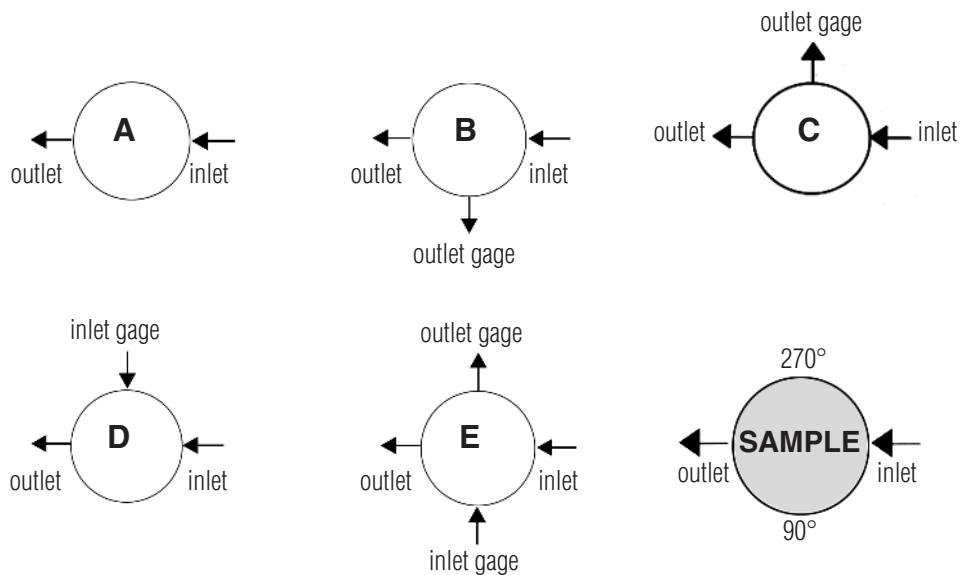 A
outlet
inlet
B
outlet
inlet
outlet gage
outlet gage
outlet
C
inlet
inlet gage
D
outlet
inlet
outlet gage
E
outlet
inlet
inlet gage
270°
SAMPLE
outlet
inlet
90°